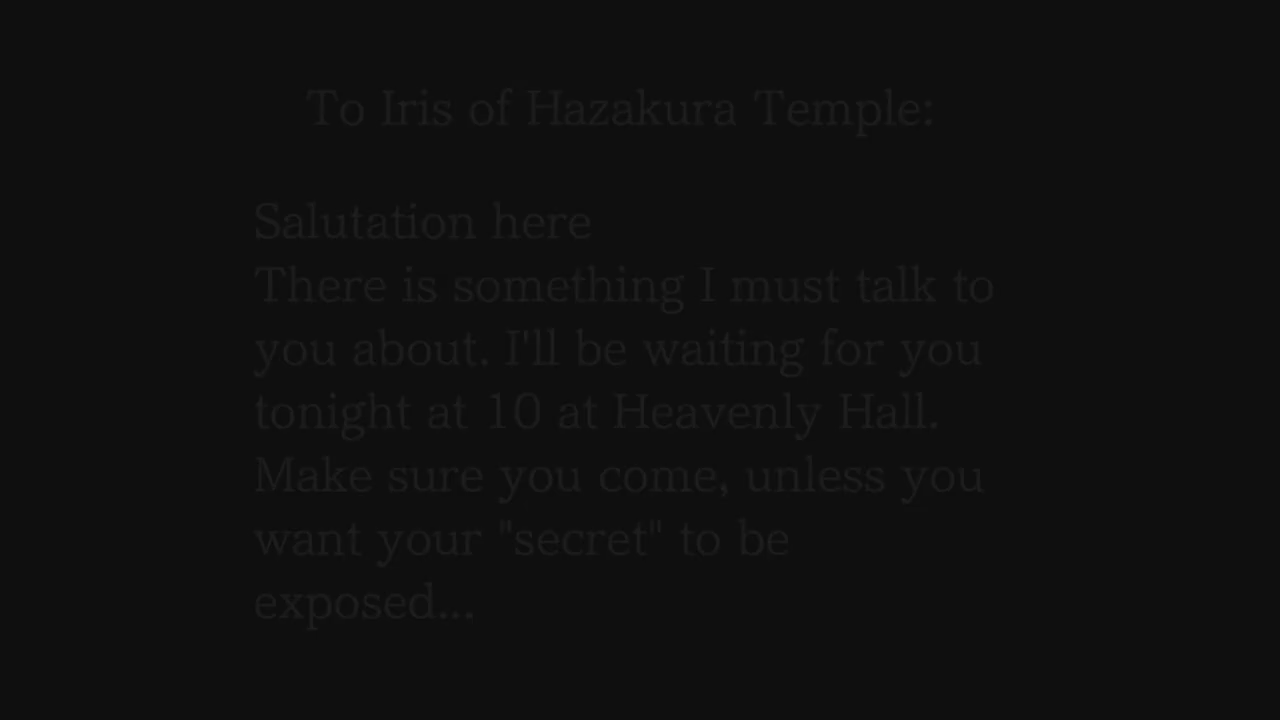 To Iris of Hazakura Temple:
Salutation here
There is something I must talk to
you about. I'll be waiting for you
tonight at 10 at Heavenly Hall.
Make sure you come, unless you
want your "secret" to be
exposed...